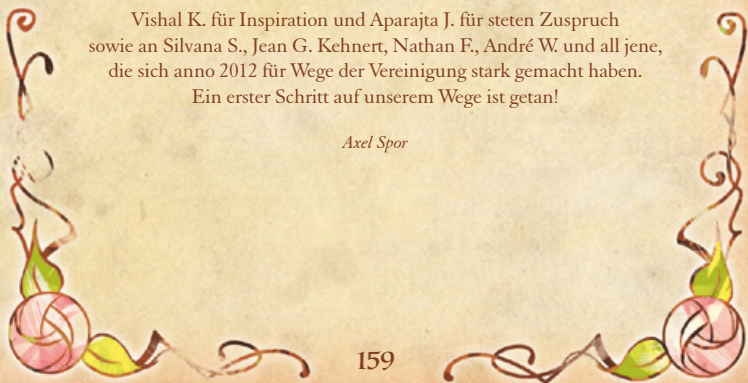 Vishal K. für Inspiration und Aparajta J. für steten Zuspruch
sowie an Silvana S., Jean G. Kehnert, Nathan F., André W. und all jene,
die sich anno 2012 für Wege der Vereinigung stark gemacht haben.
Ein erster Schritt auf unserem Wege ist getan!
Axel Spor
159